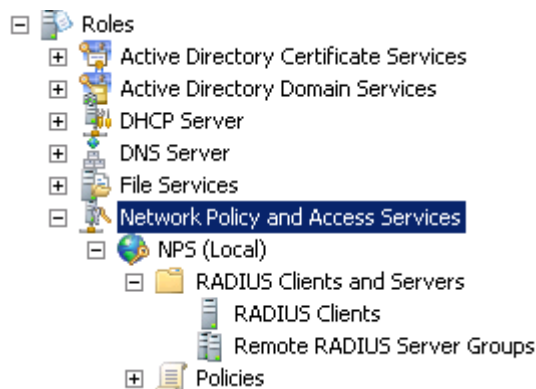 Roles
Active Directory Certificate Services
Active Directory Domain Services
DHCP Server
DNS Server
File Services
Network Policy and Access Services
NPS (Local)
RADIUS Clients and Servers
RADIUS Clients
Remote RADIUS Server Groups
Policies